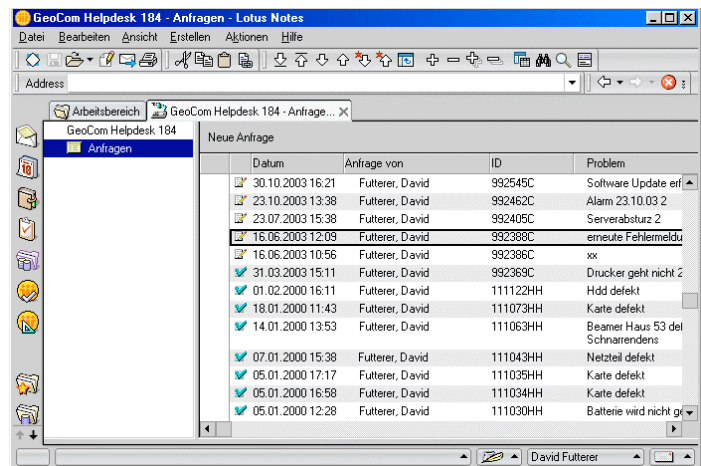 GeoCom Helpdesk 184 - Anfragen - Lotus Notes
Datei Bearbeiten Ansicht Erstellen Aktionen Hilfe
Address
Arbeitsbereich GeoCom Helpdesk 184 - Anfrage...
GeoCom Helpdesk 184
Anfragen
Neue Anfrage
Datum Anfrage von ID Problem
30.10.2003 16:21 Futterer, David 992545C Software Update erf
23.10.2003 13:38 Futterer, David 992462C Alarm 23.10.03 2
23.07.2003 15:38 Futterer, David 992405C Serverabsturz 2
16.06.2003 12:09 Futterer, David 992388C erneute Fehlermeldu
16.06.2003 10:56 Futterer, David 992386C xx
31.03.2003 15:11 Futterer, David 992369C Drucker geht nicht 2
01.02.2000 16:11 Futterer, David 111122HH Hdd defekt
18.01.2000 11:43 Futterer, David 111073HH Karte defekt
14.01.2000 13:53 Futterer, David 111063HH Beamer Haus 53 def
Schnarrendens
07.01.2000 15:38 Futterer, David 111043HH Netzteil defekt
05.01.2000 17:17 Futterer, David 111035HH Karte defekt
05.01.2000 16:58 Futterer, David 111034HH Karte defekt
05.01.2000 12:28 Futterer, David 111030HH Batterie wird nicht ge
David Futterer